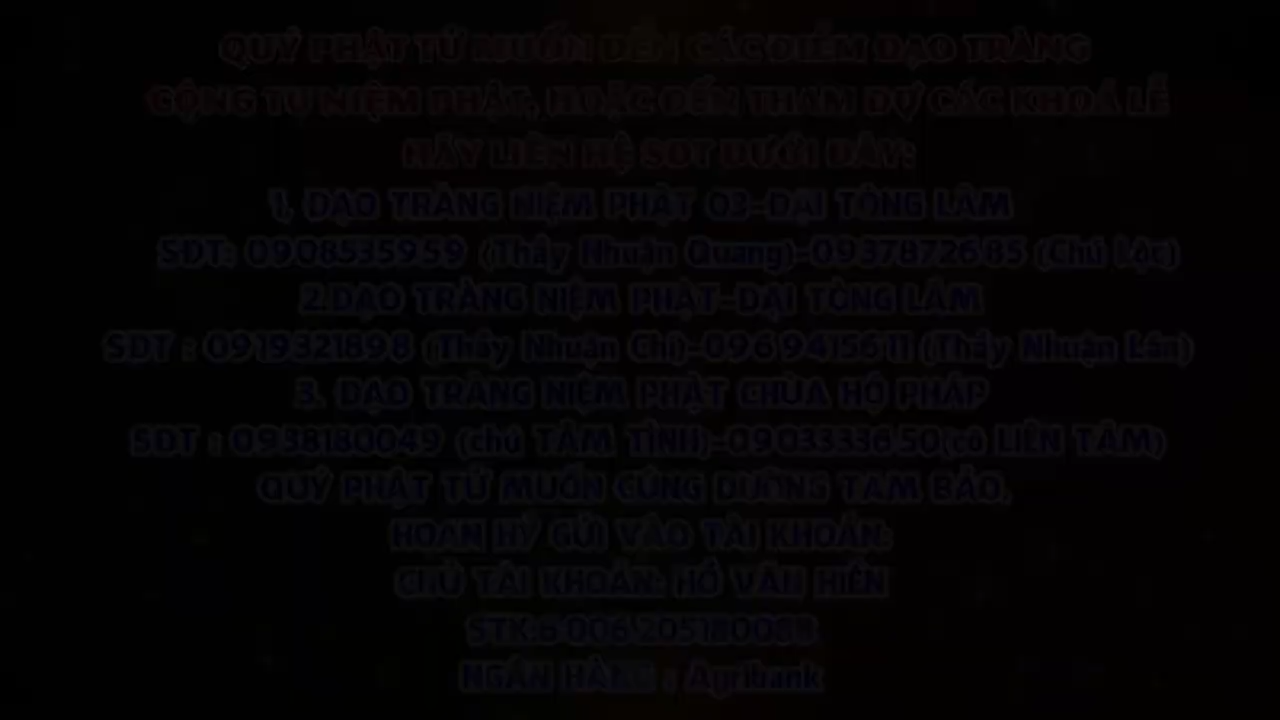 QUÝ PHẬT TỬ MUỐN ĐẾN CÁC ĐIỂM ĐẠO TRÀNG
CỘNG TU NIỆM PHẬT, HOẶC ĐẾN THAM DỰ CÁC KHOÁ LỄ
HÃY LIÊN HỆ SĐT DƯỚI ĐÂY:
1. ĐẠO TRÀNG NIỆM PHẬT 03-ĐẠI TÒNG LÂM
SĐT: 0908535959 (Thầy Nhuận Quang)-0937872685 (Chú Lộc)
2.ĐẠO TRÀNG NIỆM PHẬT-ĐẠI TÒNG LÂM
SĐT : 0919321898 (Thầy Nhuận Chí)-0969415611 (Thầy Nhuận Lân)
3. ĐẠO TRÀNG NIỆM PHẬT CHÙA HỘ PHÁP
SĐT : 0938180049 (chú TÂM TỊNH)-0903333650(cô LIÊN TÂM)
QUÝ PHẬT TỬ MUỐN CÚNG DƯỜNG TAM BẢO,
HOAN HỶ GỬI VÀO TÀI KHOẢN:
CHỦ TÀI KHOẢN: HỒ VĂN HIỀN
NGÂN HÀNG : Agribank